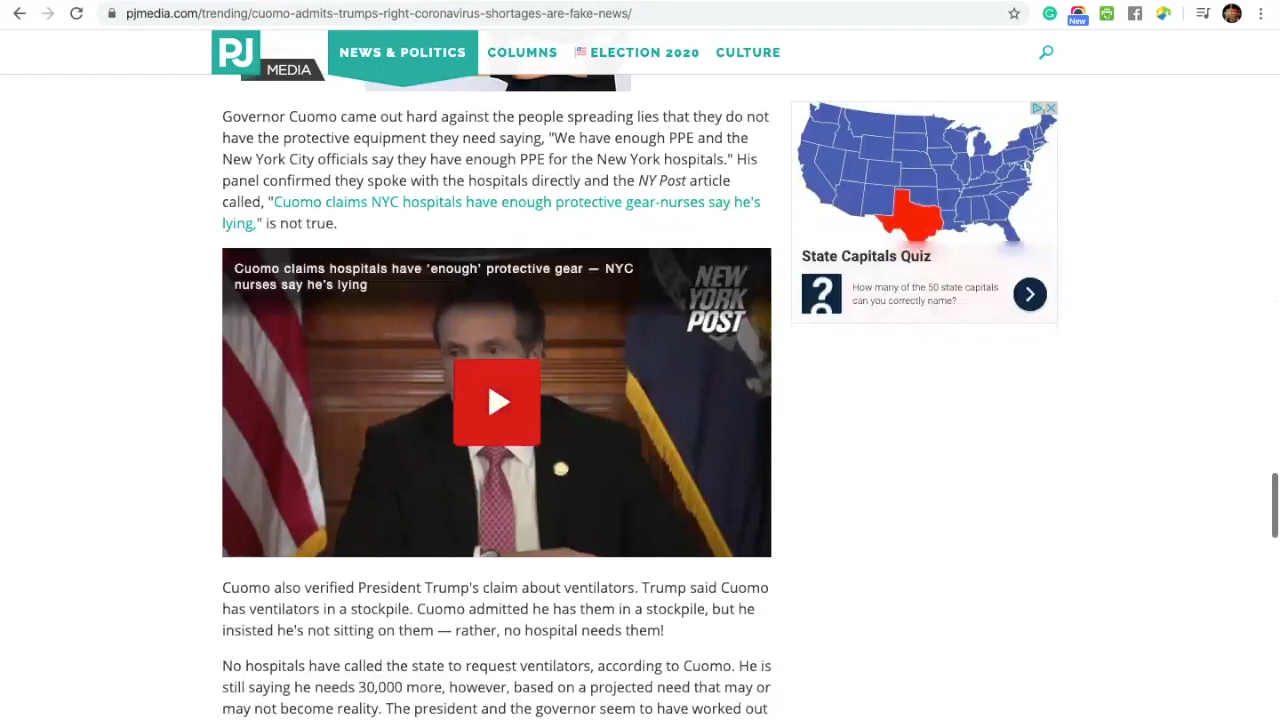 pjmedia.com/trending/cuomo-admits-trumps-right-coronavirus-shortages-are-fake-news/
New
PJ
MEDIA
NEWS & POLITICS
COLUMNS
ELECTION 2020
CULTURE
Governor Cuomo came out hard against the people spreading lies that they do not
have the protective equipment they need saying, "We have enough PPE and the
New York City officials say they have enough PPE for the New York hospitals." His
panel confirmed they spoke with the hospitals directly and the NY Post article
called, "Cuomo claims NYC hospitals have enough protective gear-nurses say he's
lying," is not true.
Cuomo claims hospitals have 'enough' protective gear — NYC
nurses say he's lying
NEW
YORK
POST
Cuomo also verified President Trump's claim about ventilators. Trump said Cuomo
has ventilators in a stockpile. Cuomo admitted he has them in a stockpile, but he
insisted he's not sitting on them — rather, no hospital needs them!
No hospitals have called the state to request ventilators, according to Cuomo. He is
still saying he needs 30,000 more, however, based on a projected need that may or
may not become reality. The president and the governor seem to have worked out
State Capitals Quiz
?
How many of the 50 state capitals
can you correctly name?